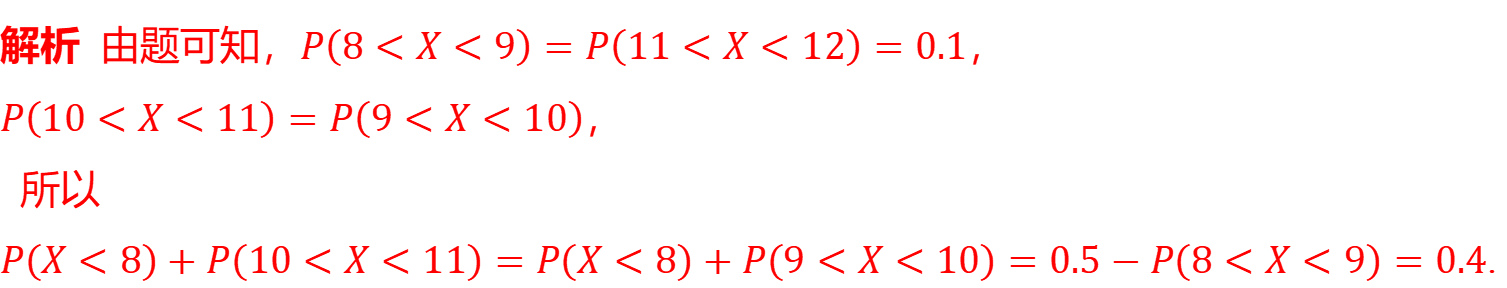 解析 由题可知，P(8 < X < 9) = P(11 < X < 12) = 0.1，
P(10 < X < 11) = P(9 < X < 10)，
所以
P(X < 8) + P(10 < X < 11) = P(X < 8) + P(9 < X < 10) = 0.5 − P(8 < X < 9) = 0.4.